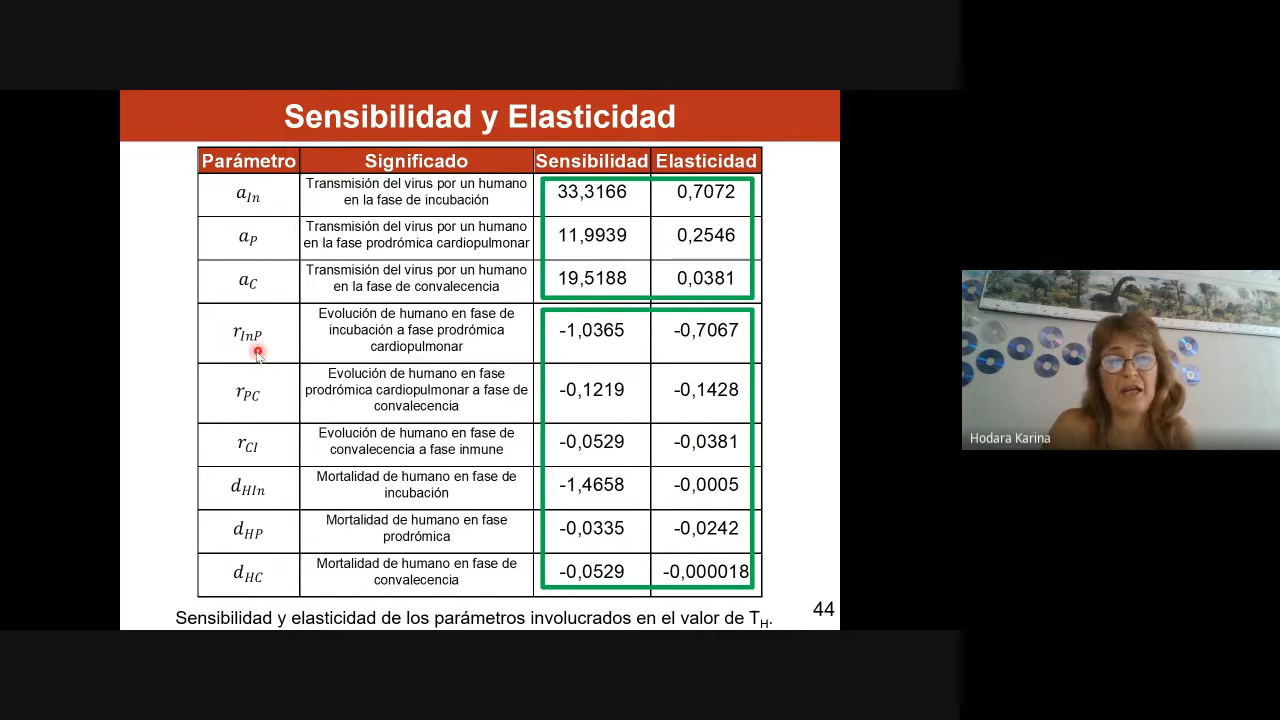 Sensibilidad y Elasticidad
Parámetro Significado Sensibilidad Elasticidad
a_In Transmisión del virus por un humano en la fase de incubación 33,3166 0,7072
a_P Transmisión del virus por un humano en la fase prodrómica cardiopulmonar 11,9939 0,2546
a_C Transmisión del virus por un humano en la fase de convalecencia 19,5188 0,0381
r_InP Evolución de humano en fase de incubación a fase prodrómica cardiopulmonar -1,0365 -0,7067
r_PC Evolución de humano en fase prodrómica cardiopulmonar a fase de convalecencia -0,1219 -0,1428
r_CI Evolución de humano en fase de convalecencia a fase inmune -0,0529 -0,0381
d_HIn Mortalidad de humano en fase de incubación -1,4658 -0,0005
d_HP Mortalidad de humano en fase prodrómica -0,0335 -0,0242
d_HC Mortalidad de humano en fase de convalecencia -0,0529 -0,000018
44
Sensibilidad y elasticidad de los parámetros involucrados en el valor de T_H.
Hodara Karina